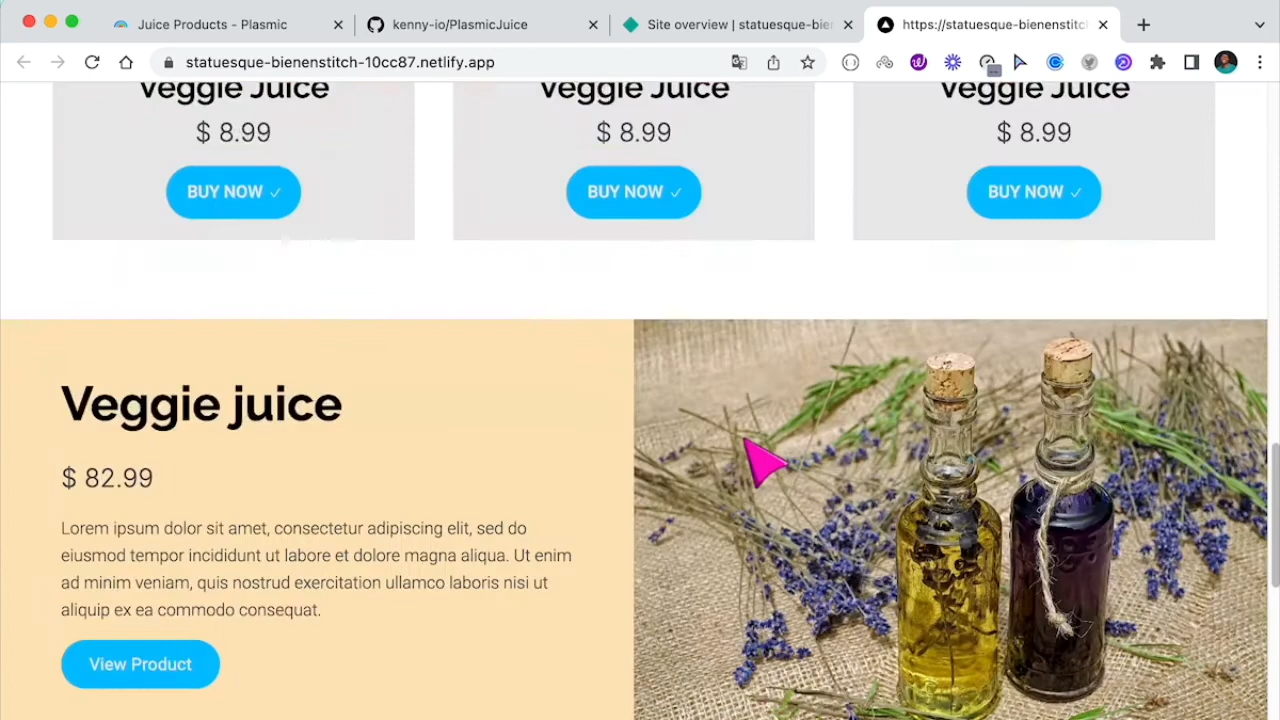 Juice Products - Plasmic
kenny-io/PlasmicJuice
Site overview | statuesque-bien
https://statuesque-bienenstitch
statuesque-bienenstitch-10cc87.netlify.app
Veggie Juice
Veggie Juice
Veggie Juice
$ 8.99
$ 8.99
$ 8.99
BUY NOW ✓
BUY NOW ✓
BUY NOW ✓
Veggie juice
$ 82.99
Lorem ipsum dolor sit amet, consectetur adipiscing elit, sed do
eiusmod tempor incididunt ut labore et dolore magna aliqua. Ut enim
ad minim veniam, quis nostrud exercitation ullamco laboris nisi ut
aliquip ex ea commodo consequat.
View Product